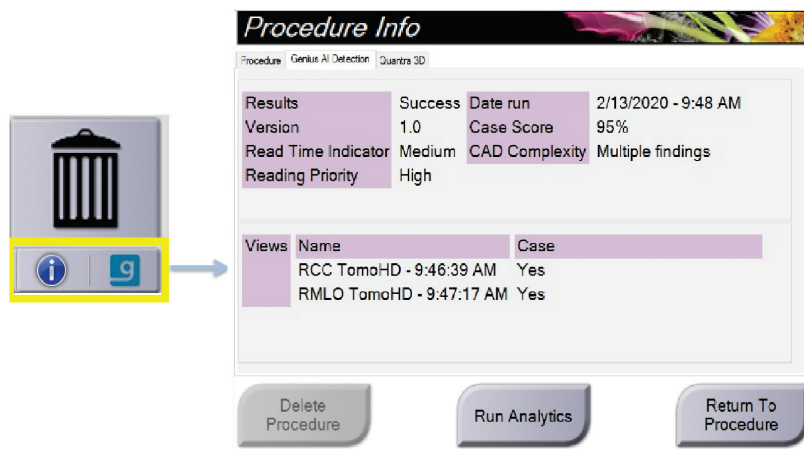 Procedure Info
Procedure Genius AI Detection Quantra 3D
Results Success Date run 2/13/2020 - 9:48 AM
Version 1.0 Case Score 95%
Read Time Indicator Medium CAD Complexity Multiple findings
Reading Priority High
Views Name Case
RCC TomoHD - 9:46:39 AM Yes
RMLO TomoHD - 9:47:17 AM Yes
i g
Delete
Procedure
Run Analytics
Return To
Procedure